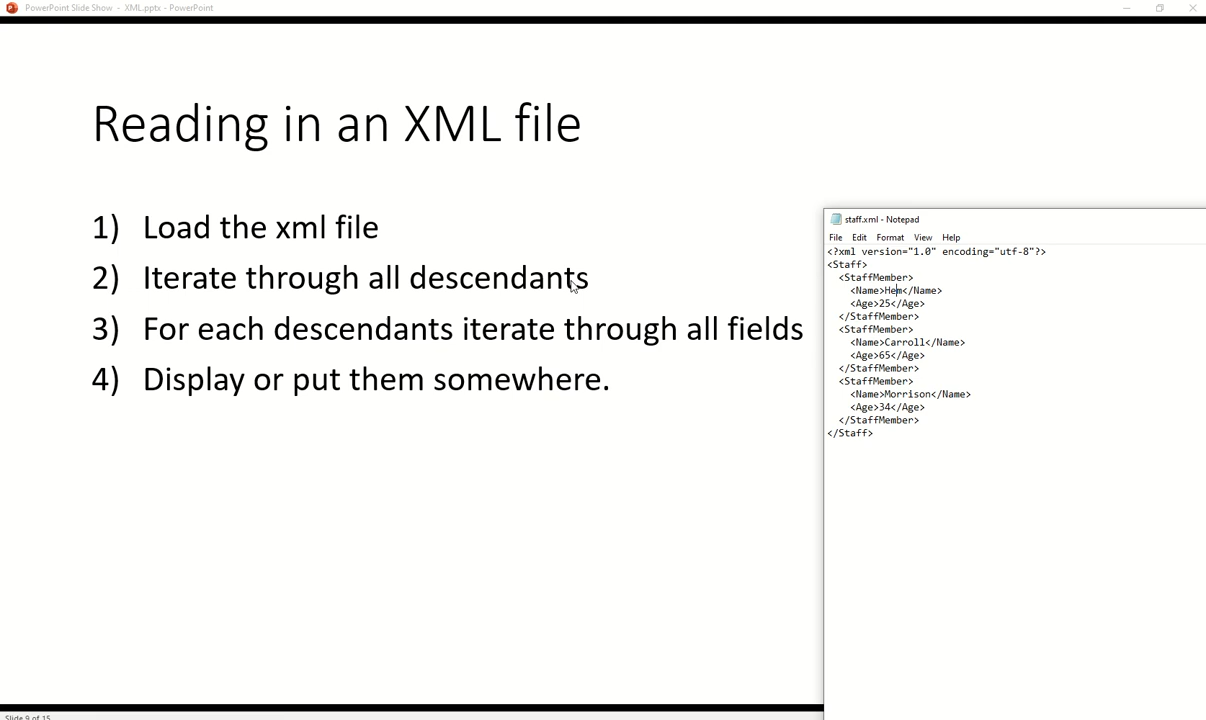 PowerPoint Slide Show - XML.pptx - PowerPoint
Reading in an XML file
1) Load the xml file
2) Iterate through all descendants
3) For each descendants iterate through all fields
4) Display or put them somewhere.
staff.xml - Notepad
File Edit Format View Help
<?xml version="1.0" encoding="utf-8"?>
<Staff>
<StaffMember>
<Name>Hem</Name>
<Age>25</Age>
</StaffMember>
<StaffMember>
<Name>Carroll</Name>
<Age>65</Age>
</StaffMember>
<StaffMember>
<Name>Morrison</Name>
<Age>34</Age>
</StaffMember>
</Staff>
Slide 9 of 15